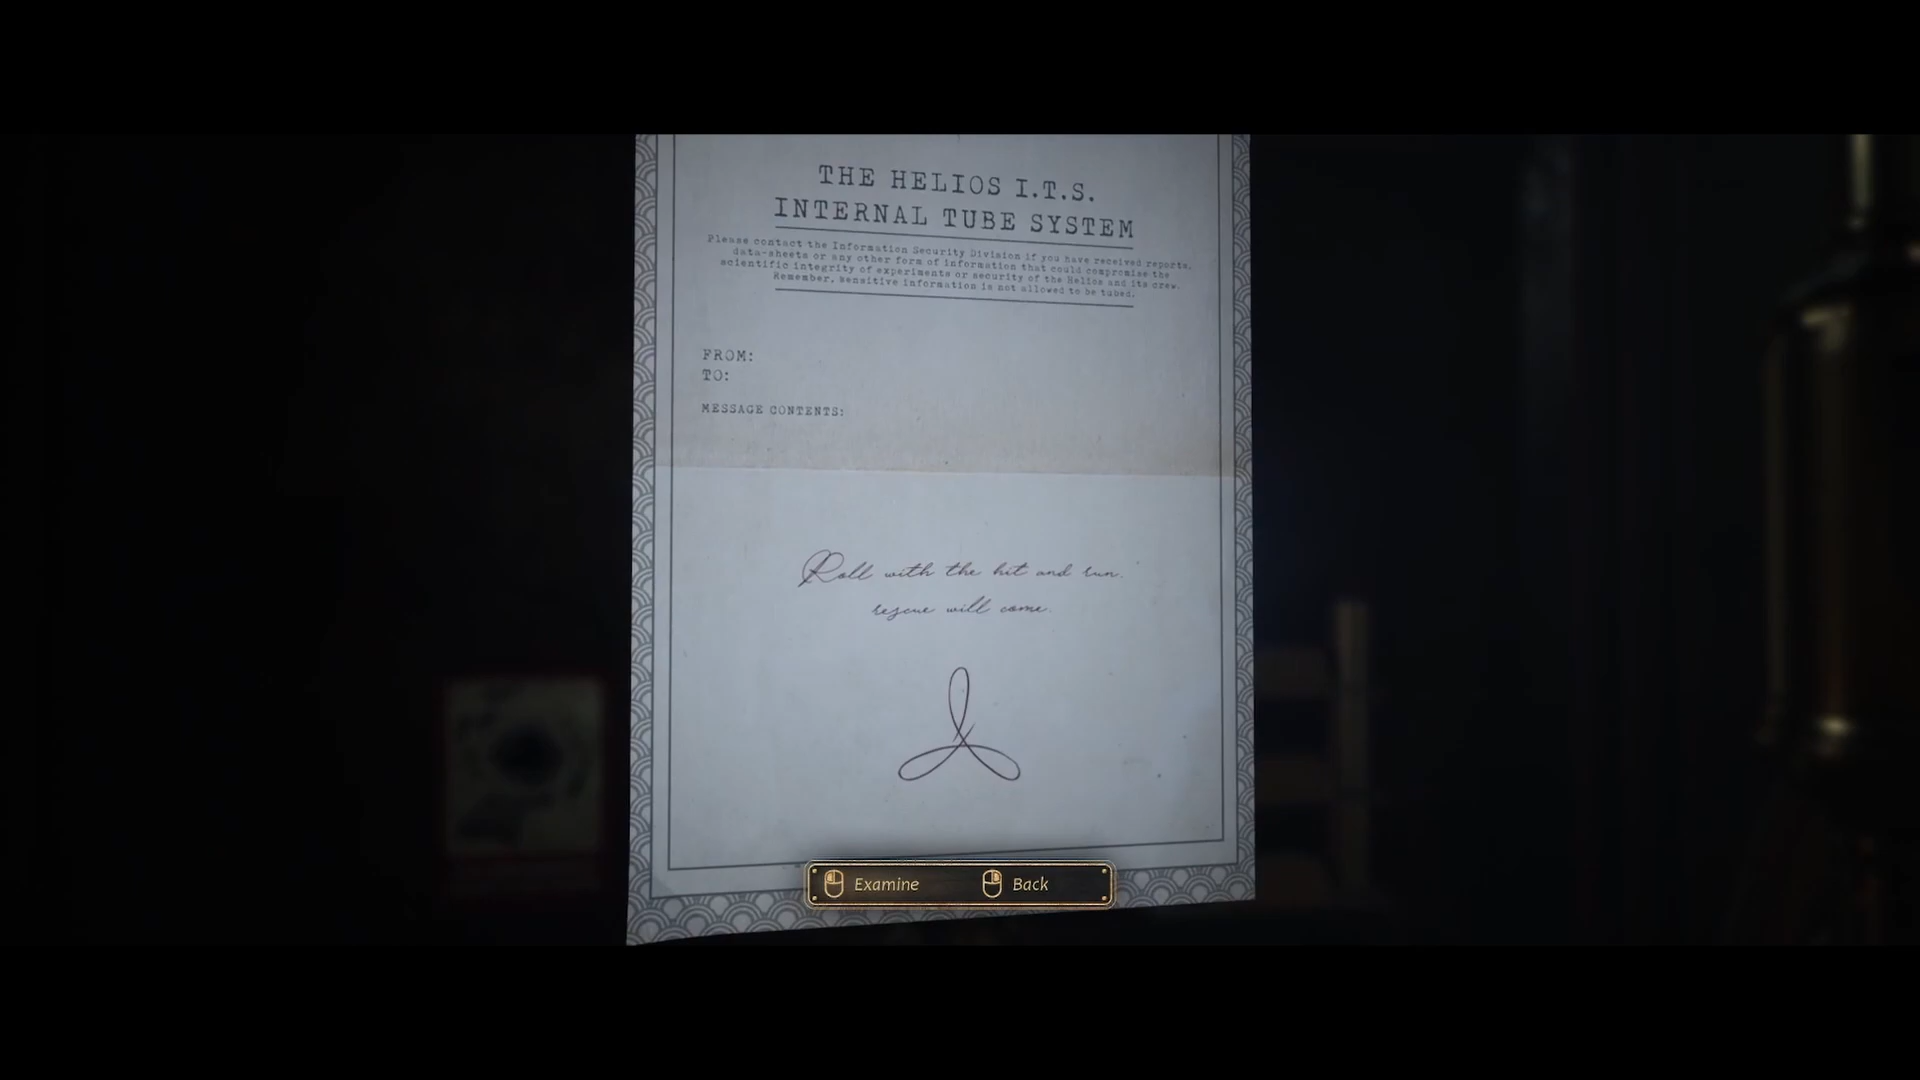 THE HELIOS I.T.S.
INTERNAL TUBE SYSTEM
Please contact the Information Security Division if you have received reports,
data-sheets or any other form of information that could compromise the
scientific integrity of experiments or security of the Helios and its crew.
Remember, sensitive information is not allowed to be tubed.
FROM:
TO:
MESSAGE CONTENTS:
Roll with the hit and run.
rescue will come.
Examine Back